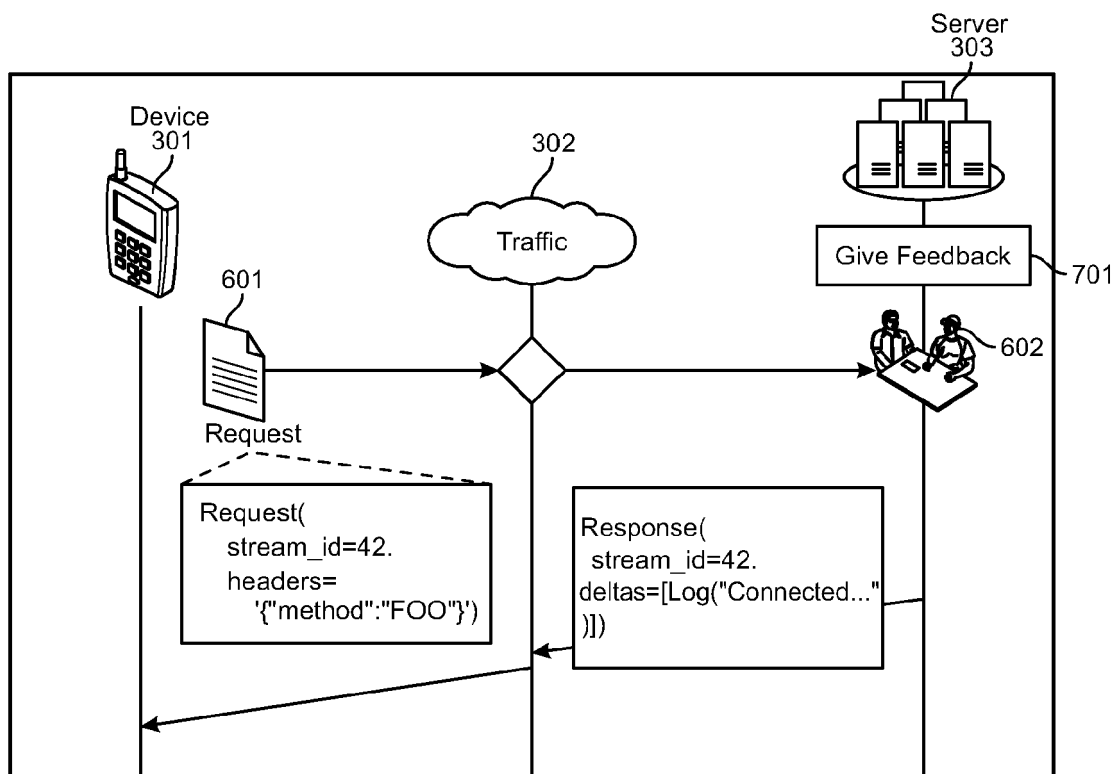 Server
303
Device
301
302
Traffic
Give Feedback
701
601
602
Request
Request(
stream_id=42.
headers=
'{"method":"FOO"}')
Response(
stream_id=42.
deltas=[Log("Connected..."
)])